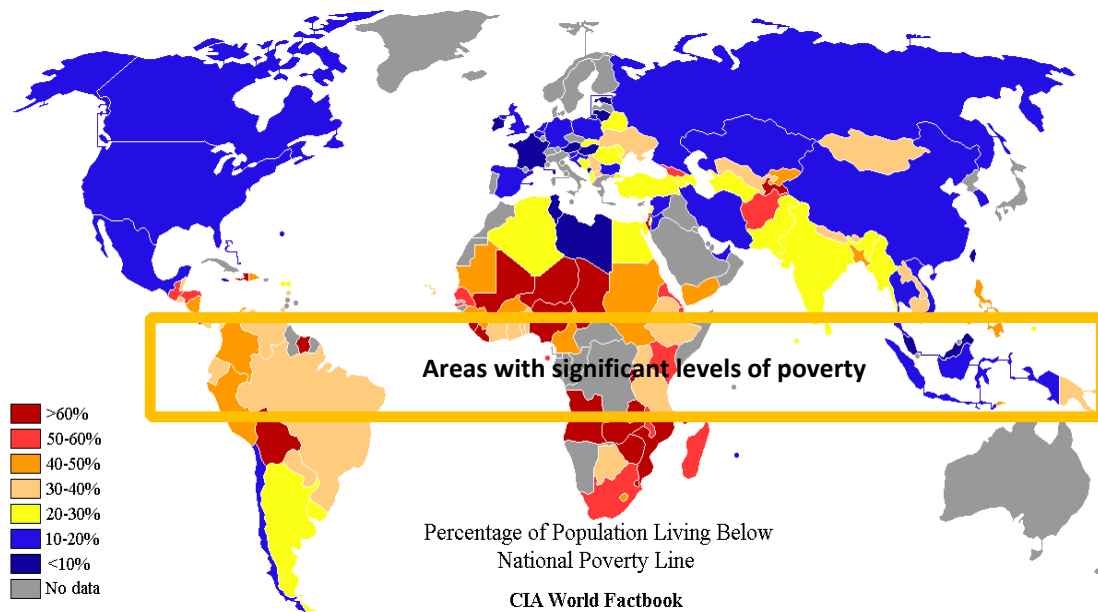 Areas with significant levels of poverty
>60%
50-60%
40-50%
30-40%
20-30%
10-20%
<10%
No data
Percentage of Population Living Below
National Poverty Line
CIA World Factbook